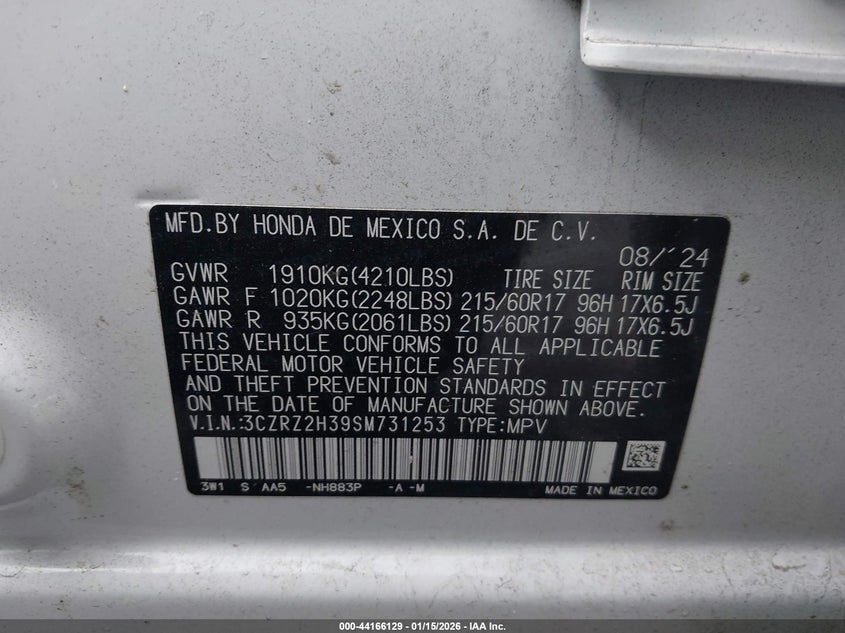 MFD.BY HONDA DE MEXICO S.A. DE C.V.
08/'24
GVWR 1910KG(4210LBS) TIRE SIZE RIM SIZE
GAWR F 1020KG(2248LBS) 215/60R17 96H 17X6.5J
GAWR R 935KG(2061LBS) 215/60R17 96H 17X6.5J
THIS VEHICLE CONFORMS TO ALL APPLICABLE
FEDERAL MOTOR VEHICLE SAFETY
AND THEFT PREVENTION STANDARDS IN EFFECT
ON THE DATE OF MANUFACTURE SHOWN ABOVE.
V.I.N.:3CZRZ2H39SM731253 TYPE:MPV
3W1 S'AA5 -NH883P -A -M MADE IN MEXICO
000-44166129 - 01/15/2026 - IAA Inc.